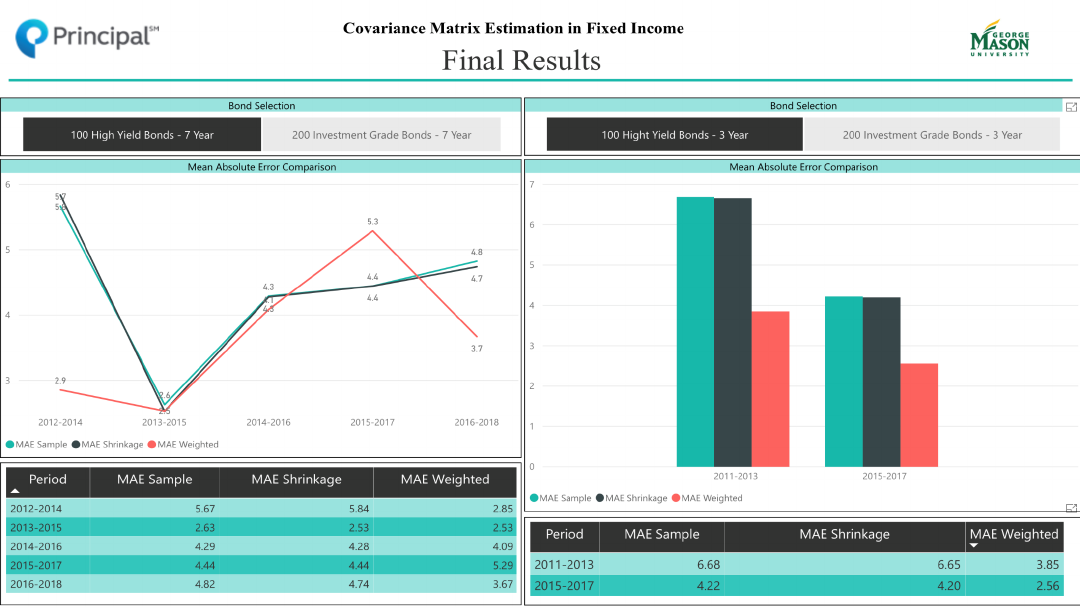 Principal℠
Covariance Matrix Estimation in Fixed Income
Final Results
GEORGE
MASON
UNIVERSITY
Bond Selection
100 High Yield Bonds - 7 Year
200 Investment Grade Bonds - 7 Year
Mean Absolute Error Comparison
6
5
4
3
5.7
2.9
2.6
2.5
4.3
4.1
4.3
5.3
4.4
4.4
4.8
4.7
3.7
2012-2014
2013-2015
2014-2016
2015-2017
2016-2018
MAE Sample MAE Shrinkage MAE Weighted
Period MAE Sample MAE Shrinkage MAE Weighted
2012-2014 5.67 5.84 2.85
2013-2015 2.63 2.53 2.53
2014-2016 4.29 4.28 4.09
2015-2017 4.44 4.44 5.29
2016-2018 4.82 4.74 3.67
Bond Selection
100 Hight Yield Bonds - 3 Year
200 Investment Grade Bonds - 3 Year
Mean Absolute Error Comparison
7
6
5
4
3
2
1
0
2011-2013
2015-2017
MAE Sample MAE Shrinkage MAE Weighted
Period MAE Sample MAE Shrinkage MAE Weighted
2011-2013 6.68 6.65 3.85
2015-2017 4.22 4.20 2.56